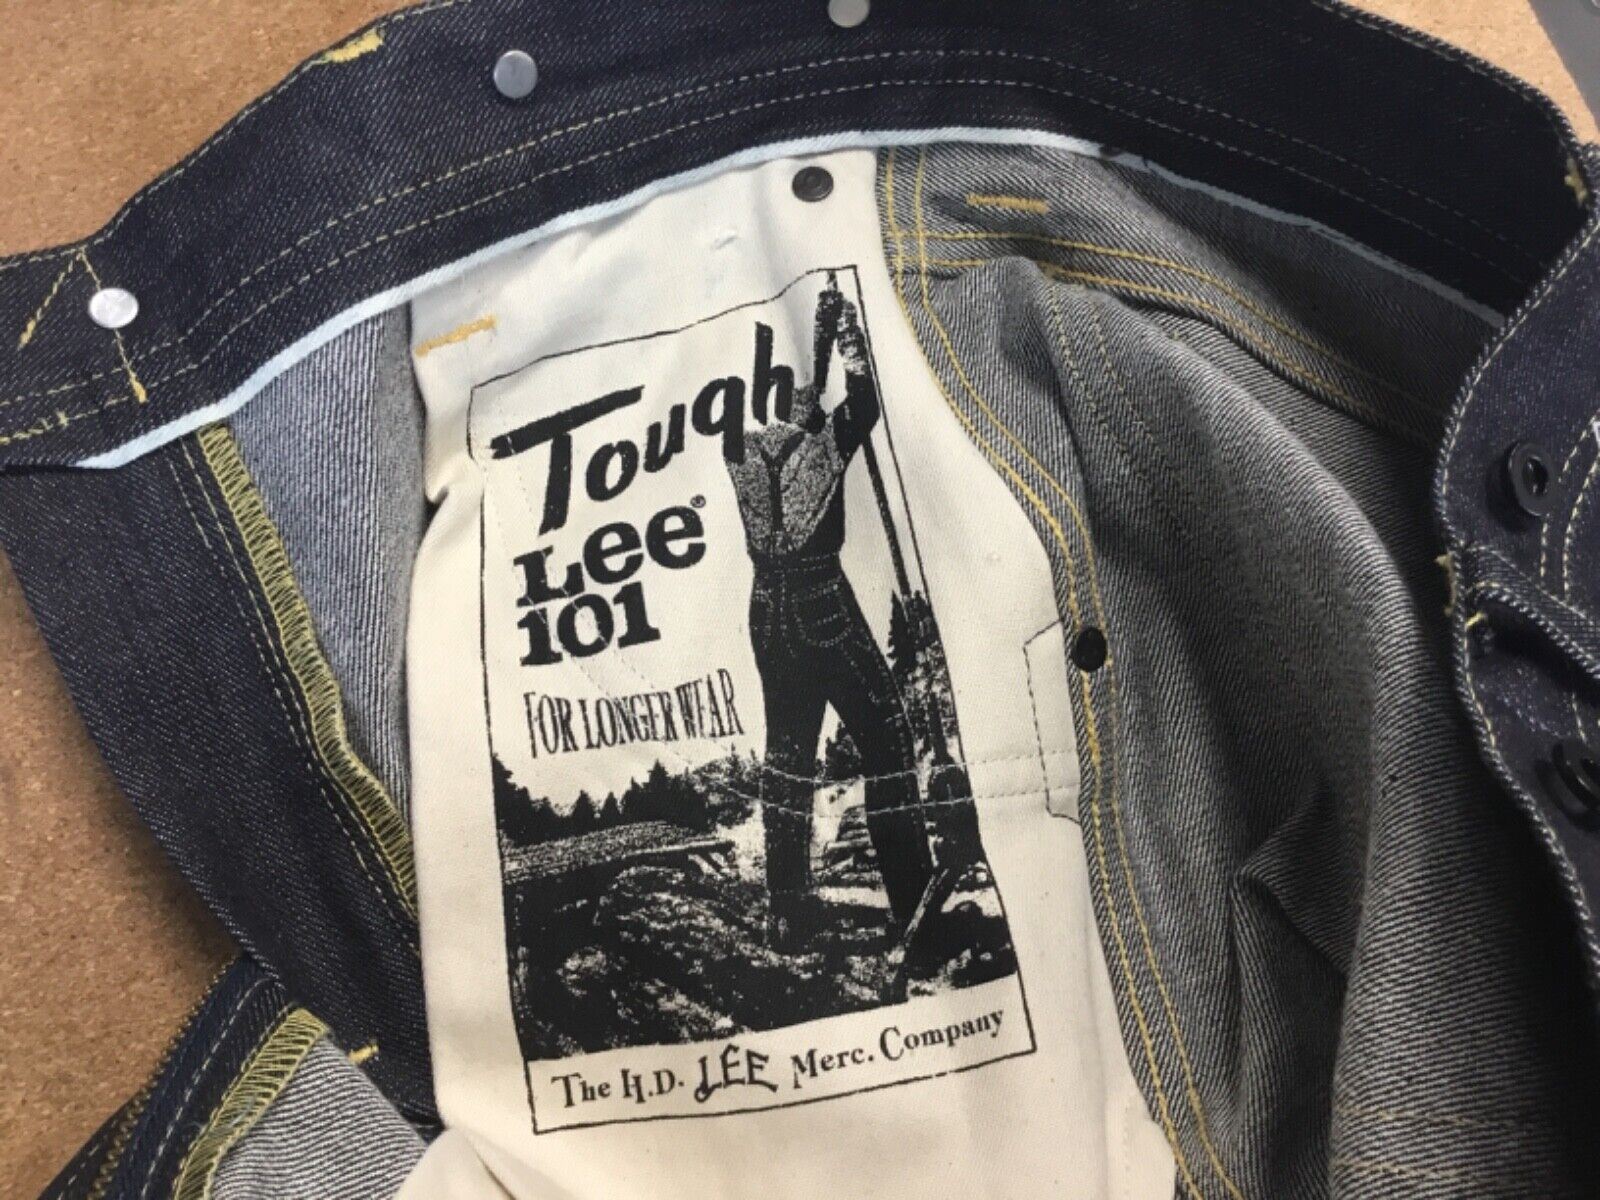 Tough
Lee®
101
FOR LONGER WEAR
The H.D. LEE Merc. Company